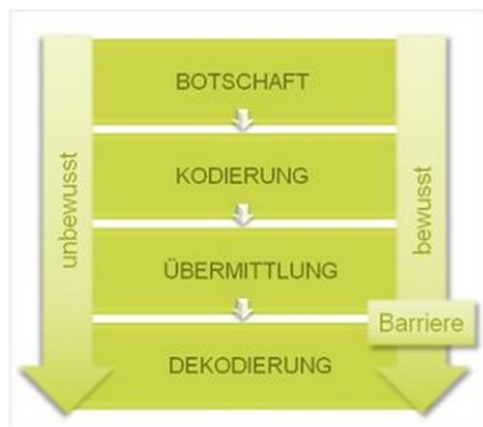 BOTSCHAFT
KODIERUNG
ÜBERMITTLUNG
DEKODIERUNG
unbewusst
bewusst
Barriere